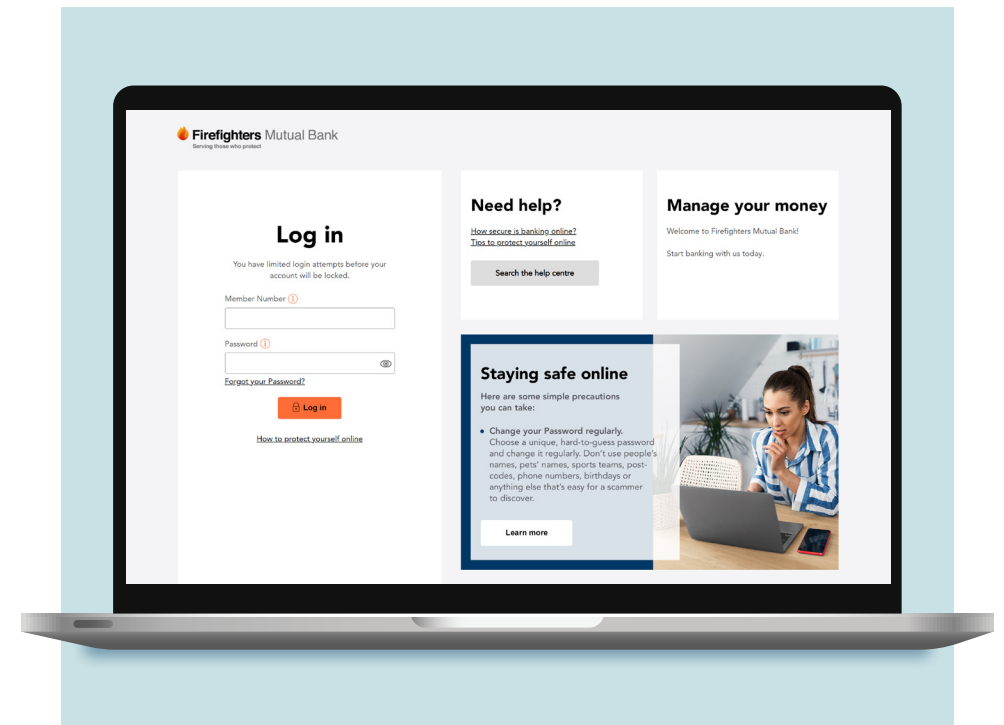 Firefighters Mutual Bank
Serving those who protect
Log in
You have limited login attempts before your
account will be locked.
Member Number
Password
Forgot your Password?
Log in
How to protect yourself online
Need help?
How secure is banking online?
Tips to protect yourself online
Search the help centre
Manage your money
Welcome to Firefighters Mutual Bank!
Start banking with us today.
Staying safe online
Here are some simple precautions
you can take:
• Change your Password regularly.
Choose a unique, hard-to-guess password
and change it regularly. Don't use people's
names, pets' names, sports teams, post-
codes, phone numbers, birthdays or
anything else that's easy for a scammer
to discover.
Learn more